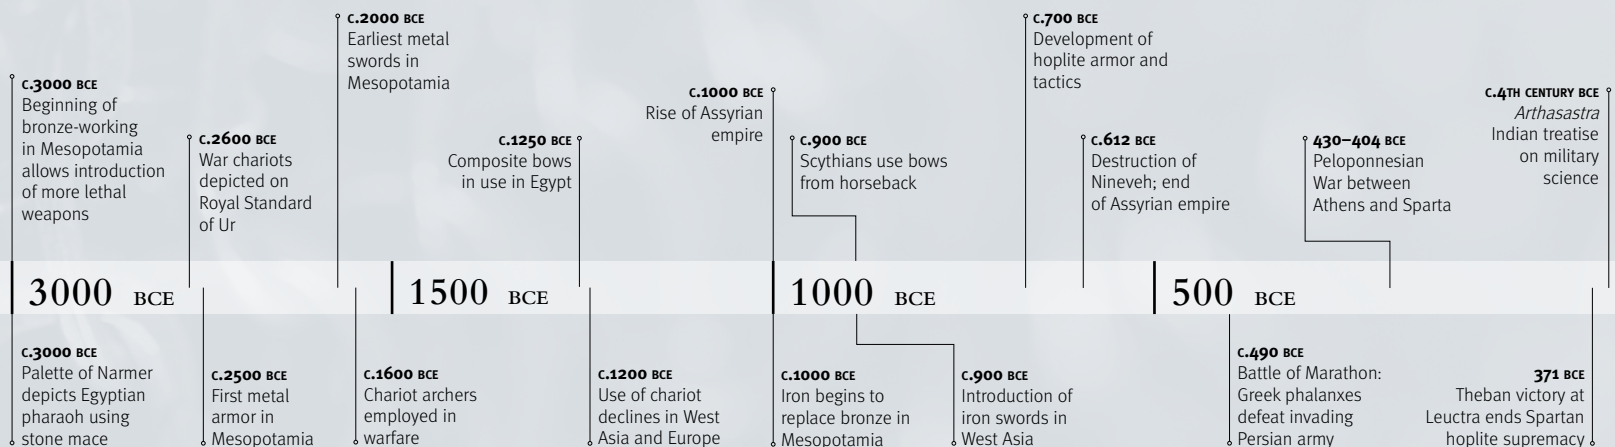 c.3000 BCE
Beginning of
bronze-working
in Mesopotamia
allows introduction
of more lethal
weapons
c.2600 BCE
War chariots
depicted on
Royal Standard
of Ur
c.2000 BCE
Earliest metal
swords in
Mesopotamia
c.1250 BCE
Composite bows
in use in Egypt
c.1000 BCE
Rise of Assyrian
empire
c.900 BCE
Scythians use bows
from horseback
c.700 BCE
Development of
hoplite armor and
tactics
c.612 BCE
Destruction of
Nineveh; end
of Assyrian empire
430–404 BCE
Peloponnesian
War between
Athens and Sparta
c.4TH CENTURY BCE
Arthasastra
Indian treatise
on military
science
3000 BCE
1500 BCE
1000 BCE
500 BCE
c.3000 BCE
Palette of Narmer
depicts Egyptian
pharaoh using
stone mace
c.2500 BCE
First metal
armor in
Mesopotamia
c.1600 BCE
Chariot archers
employed in
warfare
c.1200 BCE
Use of chariot
declines in West
Asia and Europe
c.1000 BCE
Iron begins to
replace bronze in
Mesopotamia
c.900 BCE
Introduction of
iron swords in
West Asia
c.490 BCE
Battle of Marathon:
Greek phalanxes
defeat invading
Persian army
371 BCE
Theban victory at
Leuctra ends Spartan
hoplite supremacy